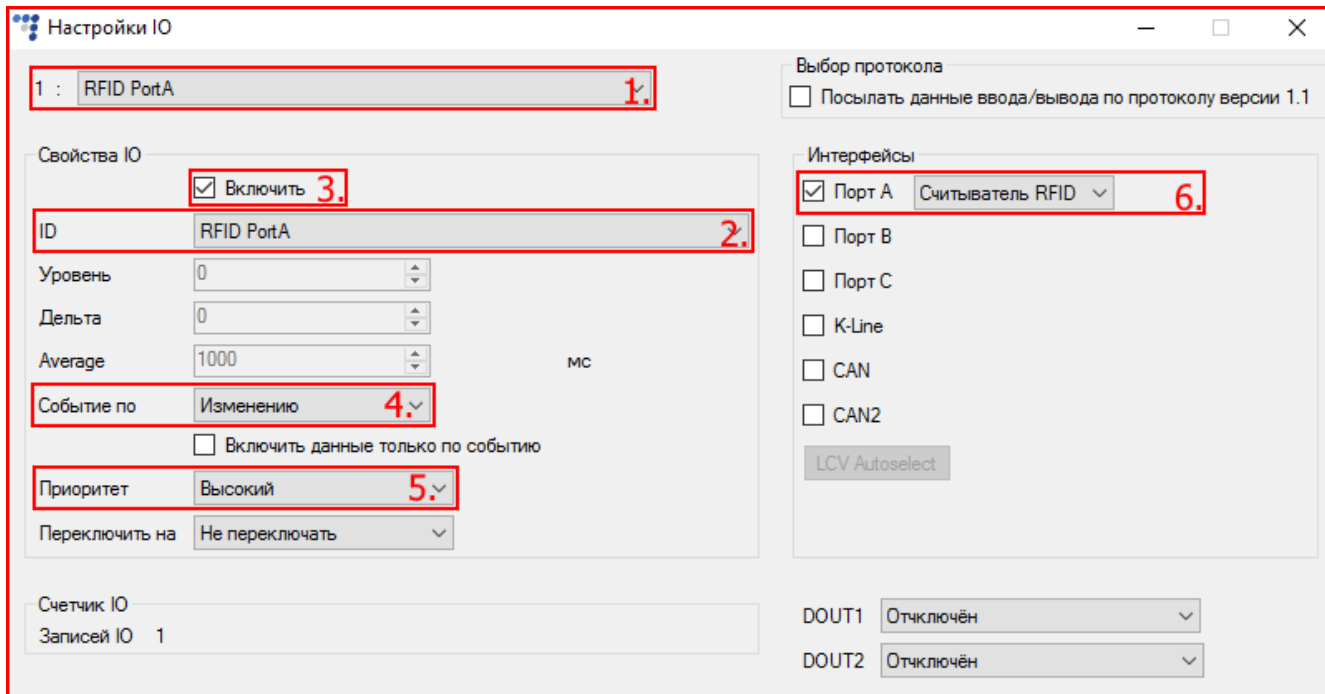 Настройки IO
1 : RFID PortA 1.
Выбор протокола
Посылать данные ввода/вывода по протоколу версии 1.1
Свойства IO
Включить 3.
ID RFID PortA 2.
Уровень 0
Дельта 0
Average 1000 мс
Событие по Изменению 4.
Включить данные только по событию
Приоритет Высокий 5.
Переключить на Не переключать
Интерфейсы
Порт A Считыватель RFID 6.
Порт B
Порт C
K-Line
CAN
CAN2
LCV Autoselect
Счетчик IO
Записей IO 1
DOUT1 Отчключён
DOUT2 Отчключён